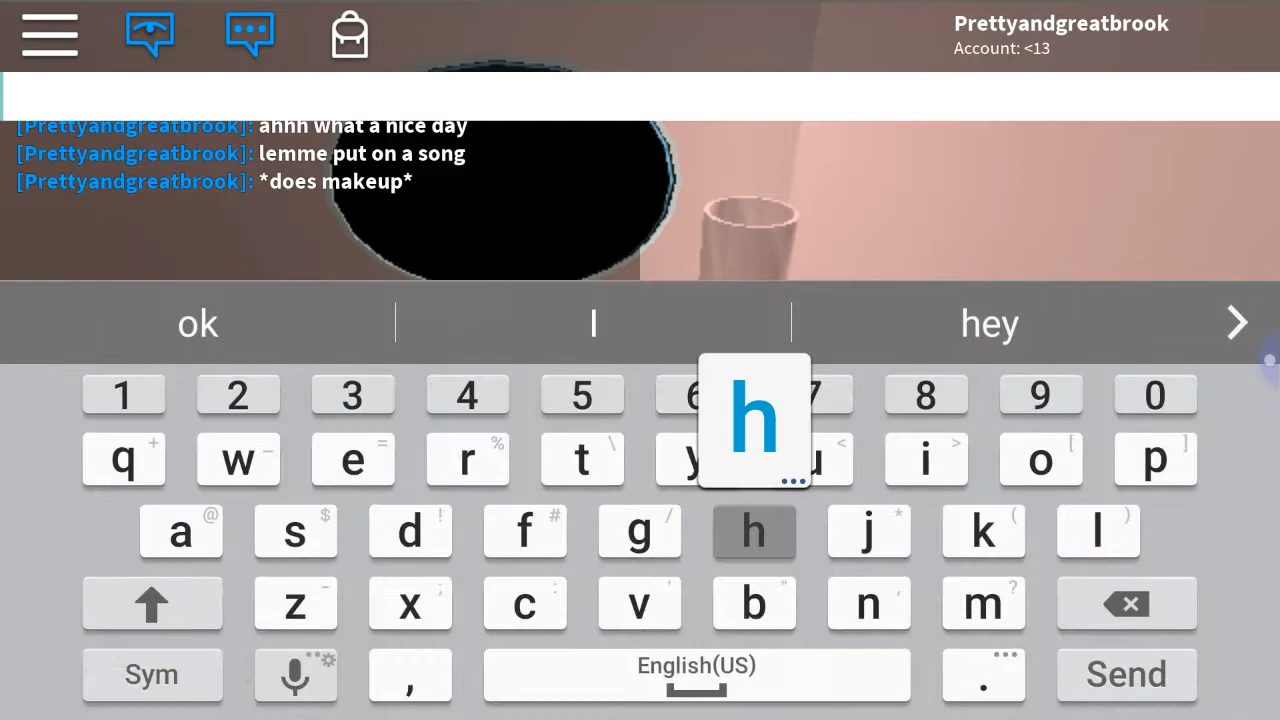 Prettyandgreatbrook
Account: <13
[Prettyandgreatbrook]: ahhh what a nice day
[Prettyandgreatbrook]: lemme put on a song
[Prettyandgreatbrook]: *does makeup*
ok I hey
1 2 3 4 5 6 7 8 9 0
q + w _ e = r % t \ y u < i > o [ p ]
h ...
a @ s $ d ! f # g / h j * k ( l )
z - x ; c : v ' b " n , m ?
Sym , English(US) . Send